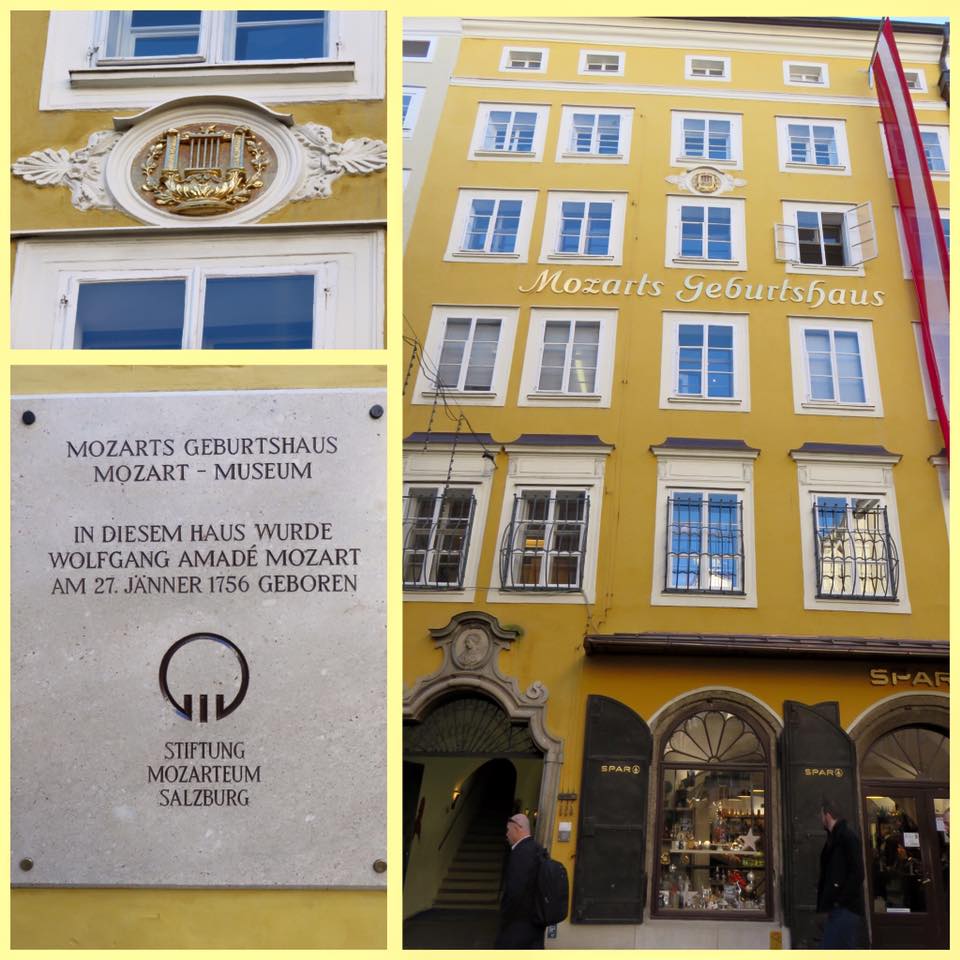 MOZARTS GEBURTSHAUS
MOZART - MUSEUM
IN DIESEM HAUS WURDE
WOLFGANG AMADÉ MOZART
AM 27. JÄNNER 1756 GEBOREN
STIFTUNG
MOZARTEUM
SALZBURG
Mozarts Geburtshaus
SPAR
SPAR
SPAR